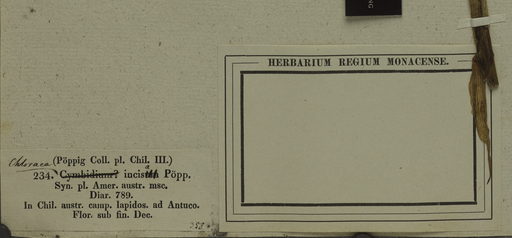 HERBARIUM REGIUM MONACENSE.
Chloraea (Pöppig Coll. pl. Chil. III.)
234. Cymbidium? incisa Pöpp.
Syn. pl. Amer. austr. msc.
Diar. 789.
In Chil. austr. camp. lapidos. ad Antuco.
Flor. sub fin. Dec.